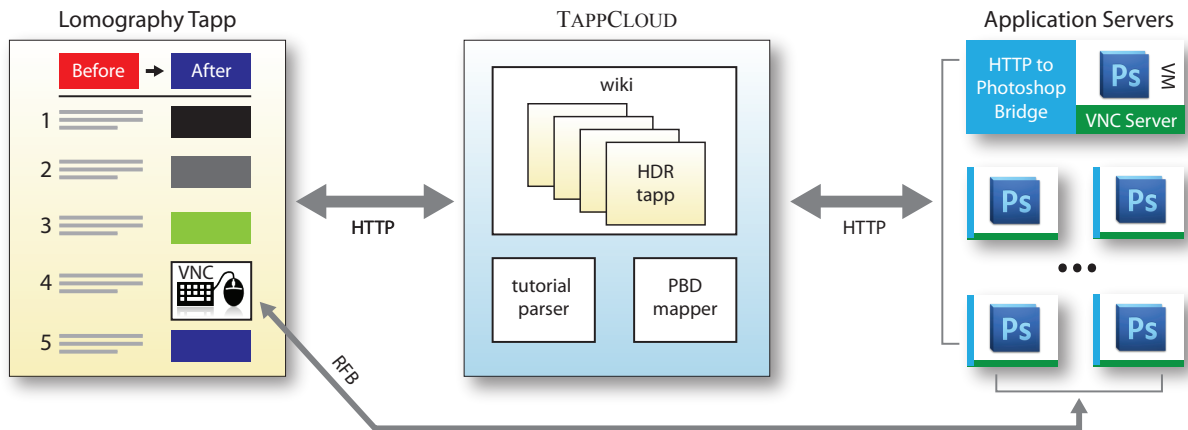 Lomography Tapp
Before
After
1
2
3
4
VNC
5
HTTP
RFB
TAPPCLOUD
wiki
HDR
tapp
tutorial
parser
PBD
mapper
HTTP
Application Servers
HTTP to
Photoshop
Bridge
Ps
VM
VNC Server
Ps
Ps
Ps
Ps